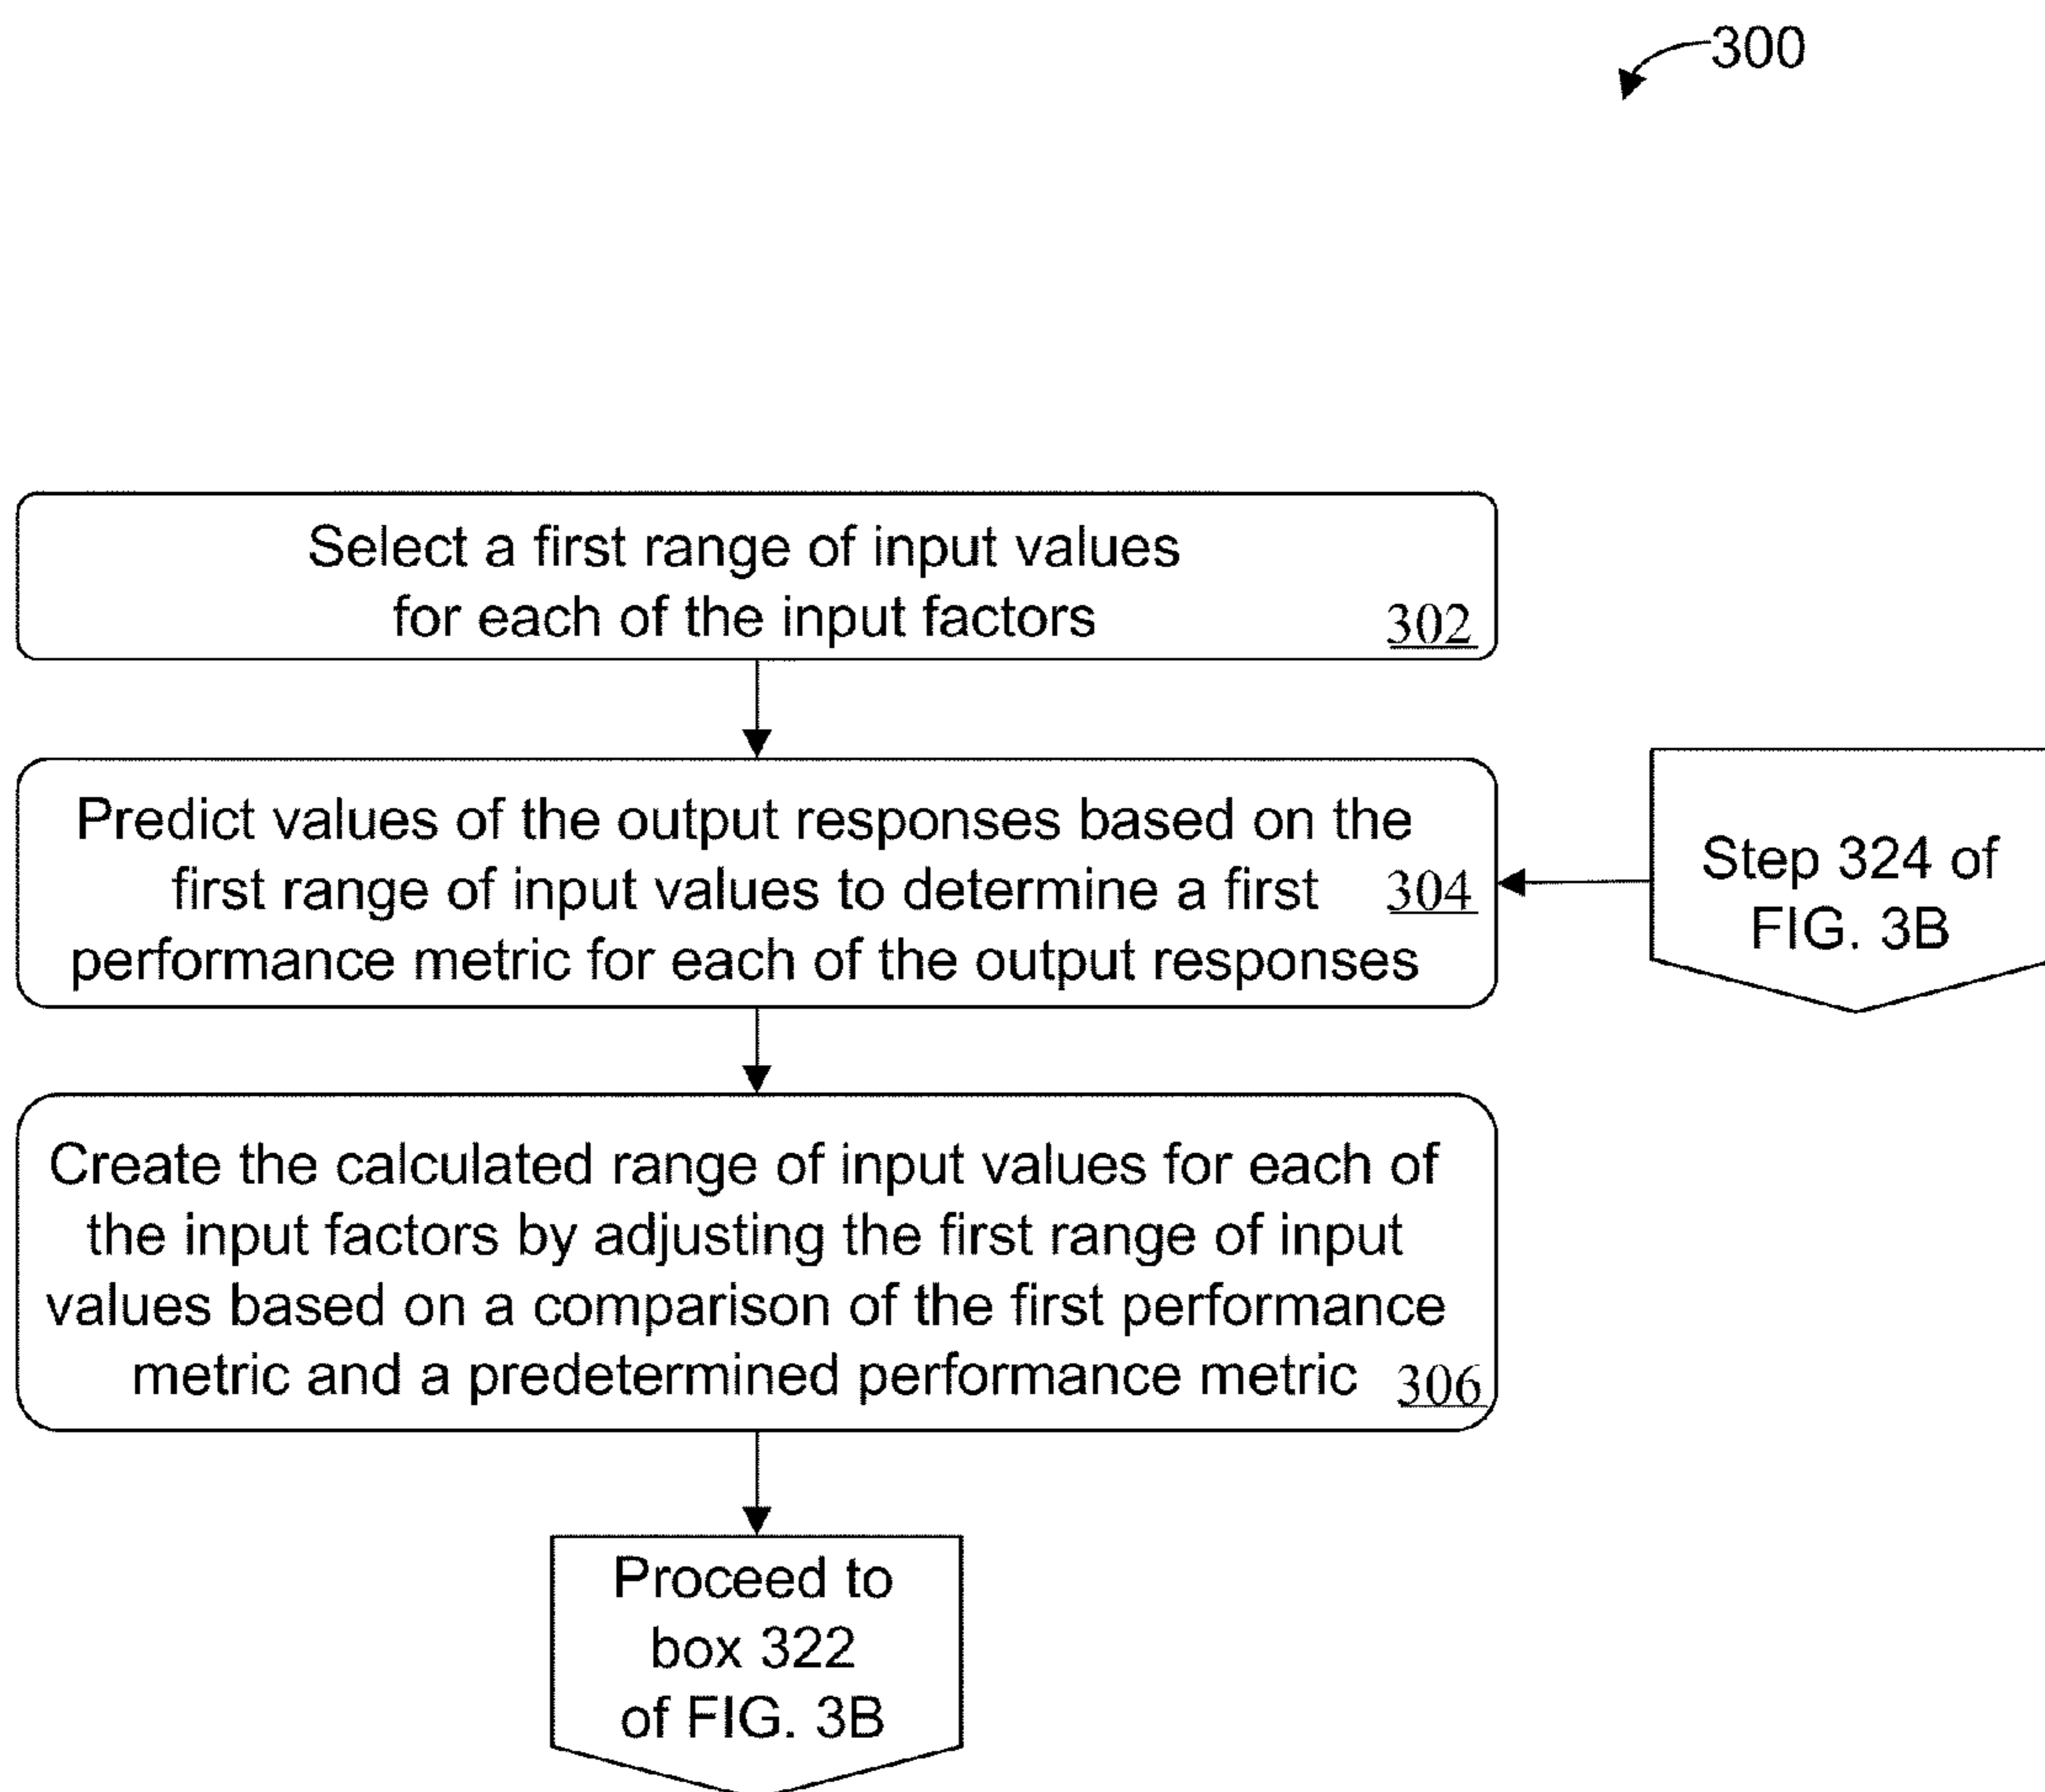 300
Select a first range of input values
for each of the input factors
302
Predict values of the output responses based on the
first range of input values to determine a first
304
performance metric for each of the output responses
Step 324 of
FIG. 3B
Create the calculated range of input values for each of
the input factors by adjusting the first range of input
values based on a comparison of the first performance
metric and a predetermined performance metric
306
Proceed to
box 322
of FIG. 3B